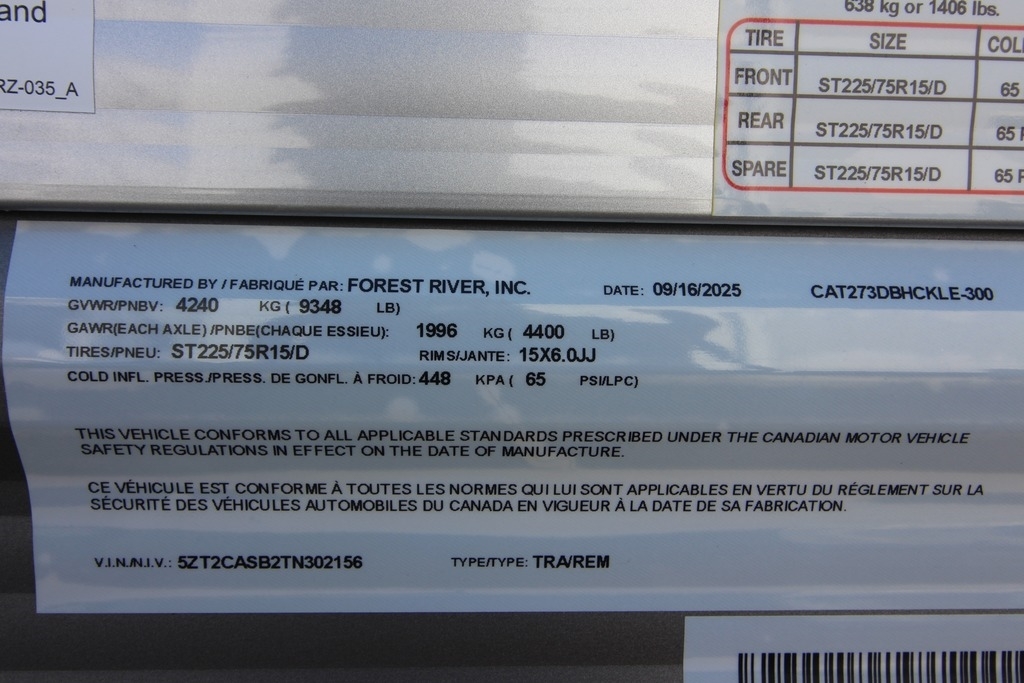 and
RZ-035_A
638 kg or 1406 lbs.
TIRE SIZE
FRONT ST225/75R15/D 65
REAR ST225/75R15/D 65
SPARE ST225/75R15/D 65
MANUFACTURED BY / FABRIQUÉ PAR: FOREST RIVER, INC. DATE: 09/16/2025 CAT273DBHCKLE-300
GVWR/PNBV: 4240 KG ( 9348 LB)
GAWR(EACH AXLE) /PNBE(CHAQUE ESSIEU): 1996 KG ( 4400 LB)
TIRES/PNEU: ST225/75R15/D RIMS/JANTE: 15X6.0JJ
COLD INFL. PRESS./PRESS. DE GONFL. À FROID: 448 KPA ( 65 PSI/LPC)
THIS VEHICLE CONFORMS TO ALL APPLICABLE STANDARDS PRESCRIBED UNDER THE CANADIAN MOTOR VEHICLE
SAFETY REGULATIONS IN EFFECT ON THE DATE OF MANUFACTURE.
CE VÉHICULE EST CONFORME À TOUTES LES NORMES QUI LUI SONT APPLICABLES EN VERTU DU RÉGLEMENT SUR LA
SÉCURITÉ DES VÉHICULES AUTOMOBILES DU CANADA EN VIGUEUR À LA DATE DE SA FABRICATION.
V.I.N./N.I.V.: 5ZT2CASB2TN302156 TYPE/TYPE: TRA/REM